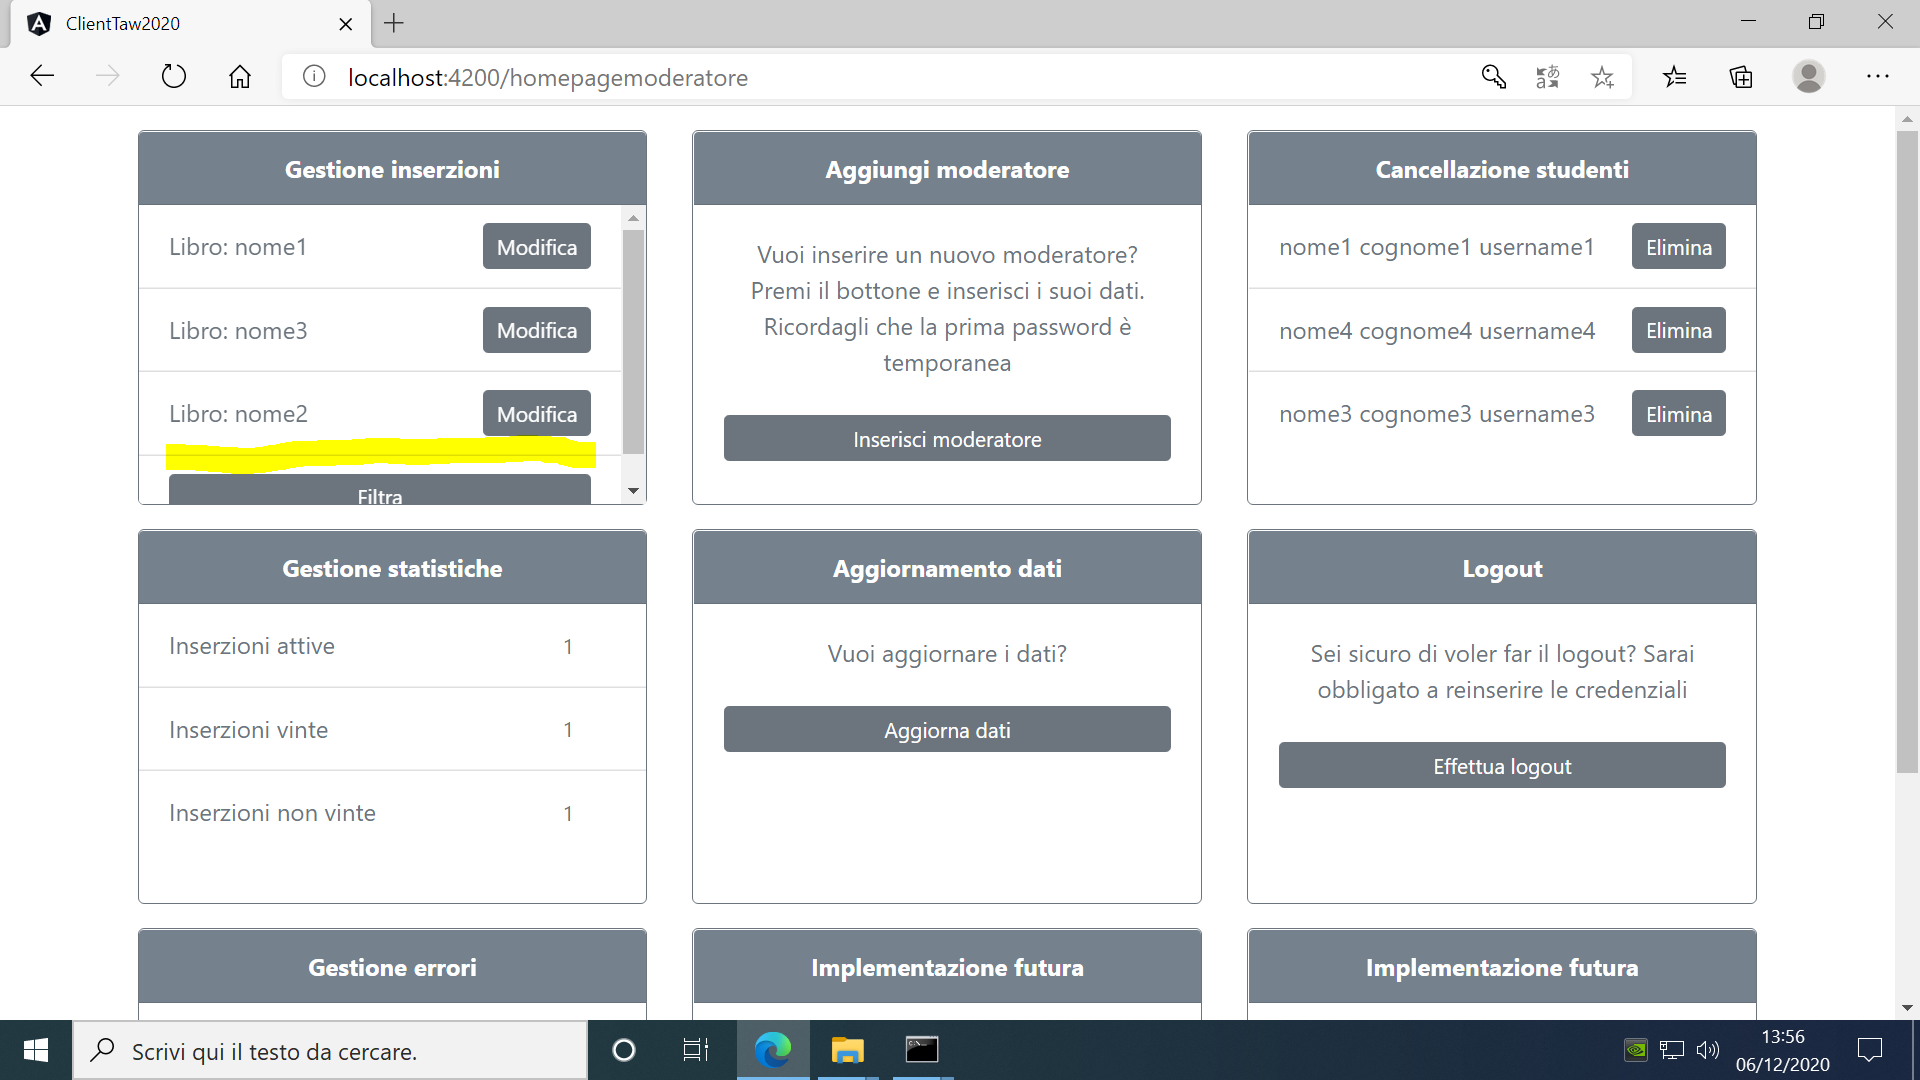 ClientTaw2020
localhost:4200/homepagemoderatore
Gestione inserzioni
Libro: nome1
Modifica
Libro: nome3
Modifica
Libro: nome2
Modifica
Filtra
Aggiungi moderatore
Vuoi inserire un nuovo moderatore?
Premi il bottone e inserisci i suoi dati.
Ricordagli che la prima password è
temporanea
Inserisci moderatore
Cancellazione studenti
nome1 cognome1 username1
Elimina
nome4 cognome4 username4
Elimina
nome3 cognome3 username3
Elimina
Gestione statistiche
Inserzioni attive 1
Inserzioni vinte 1
Inserzioni non vinte 1
Aggiornamento dati
Vuoi aggiornare i dati?
Aggiorna dati
Logout
Sei sicuro di voler far il logout? Sarai
obbligato a reinserire le credenziali
Effettua logout
Gestione errori
Implementazione futura
Implementazione futura
Scrivi qui il testo da cercare.
13:56
06/12/2020